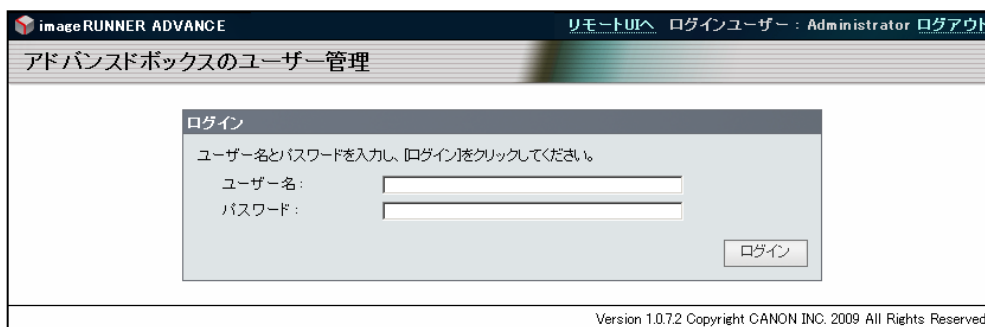 imageRUNNER ADVANCE リモートUIへ ログインユーザー : Administrator ログアウト
アドバンスドボックスのユーザー管理
ログイン
ユーザー名とパスワードを入力し、[ログイン]をクリックしてください。
ユーザー名 :
パスワード :
ログイン
Version 1.0.7.2 Copyright CANON INC. 2009 All Rights Reserved